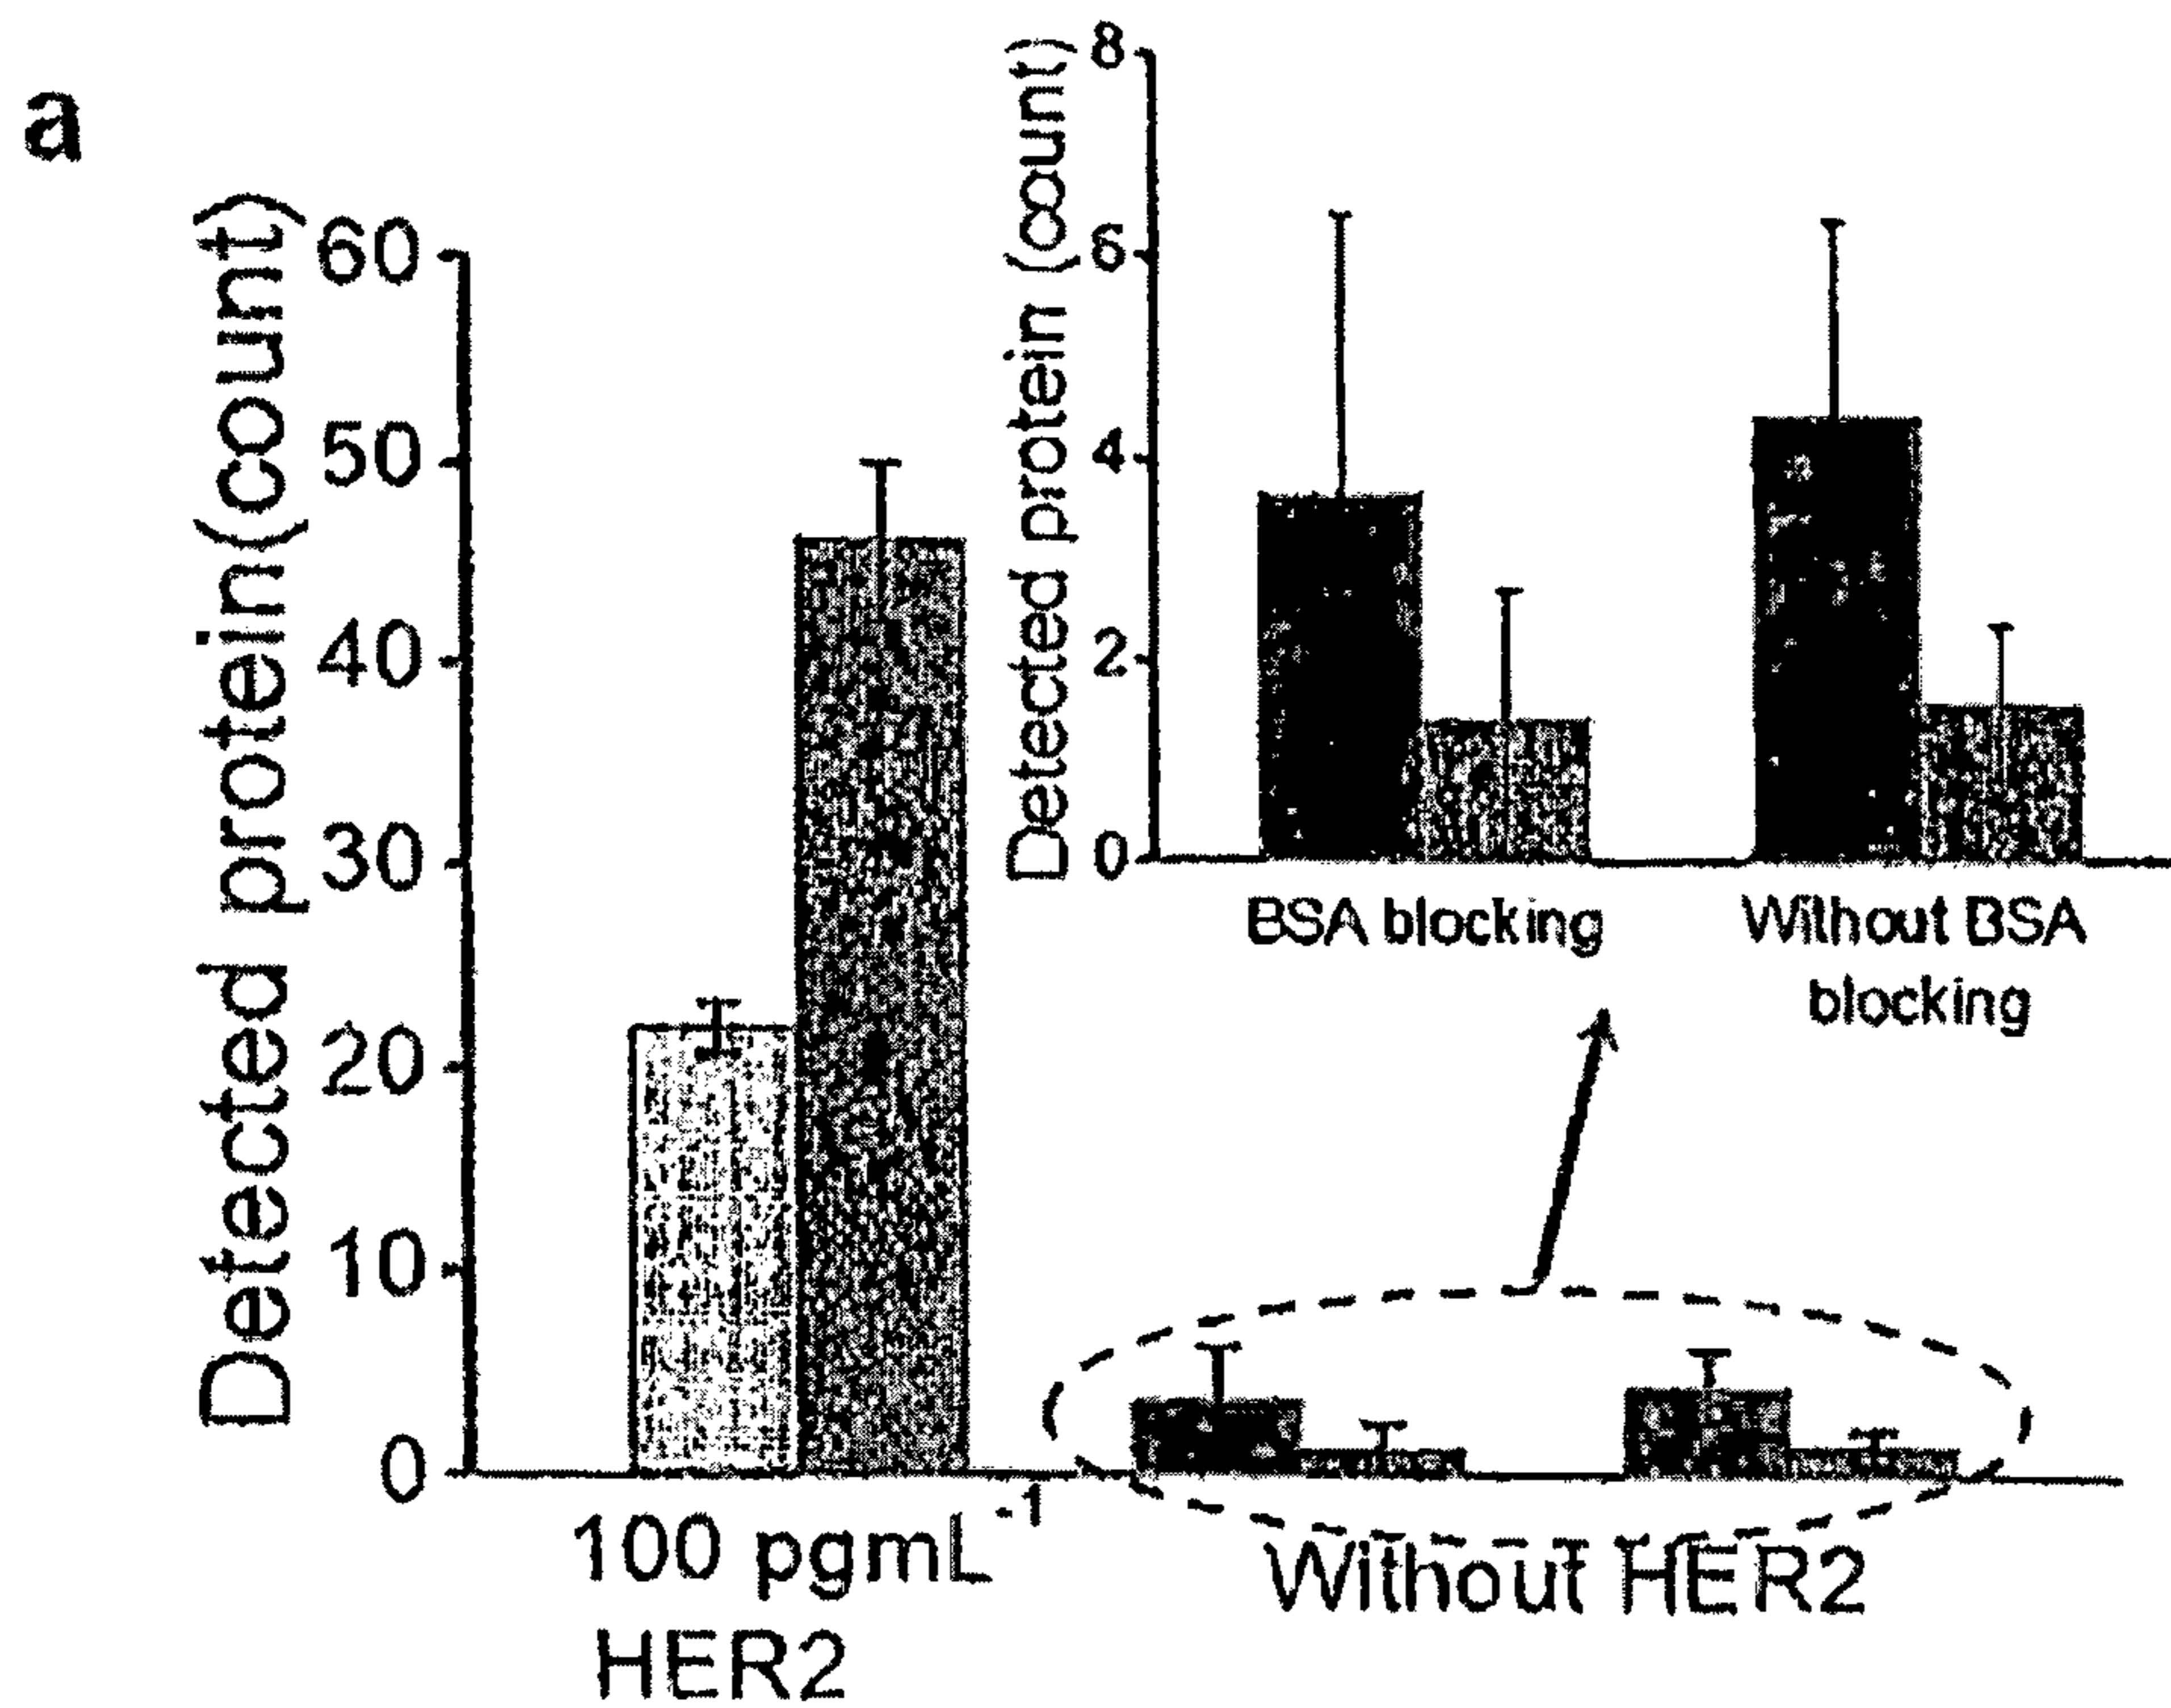 a
Detected protein(count)
60
50
40
30
20
10
0
100 pgmL-1
HER2
Without HER2
Detected protein (count)
8
6
4
2
0
BSA blocking
Without BSA
blocking